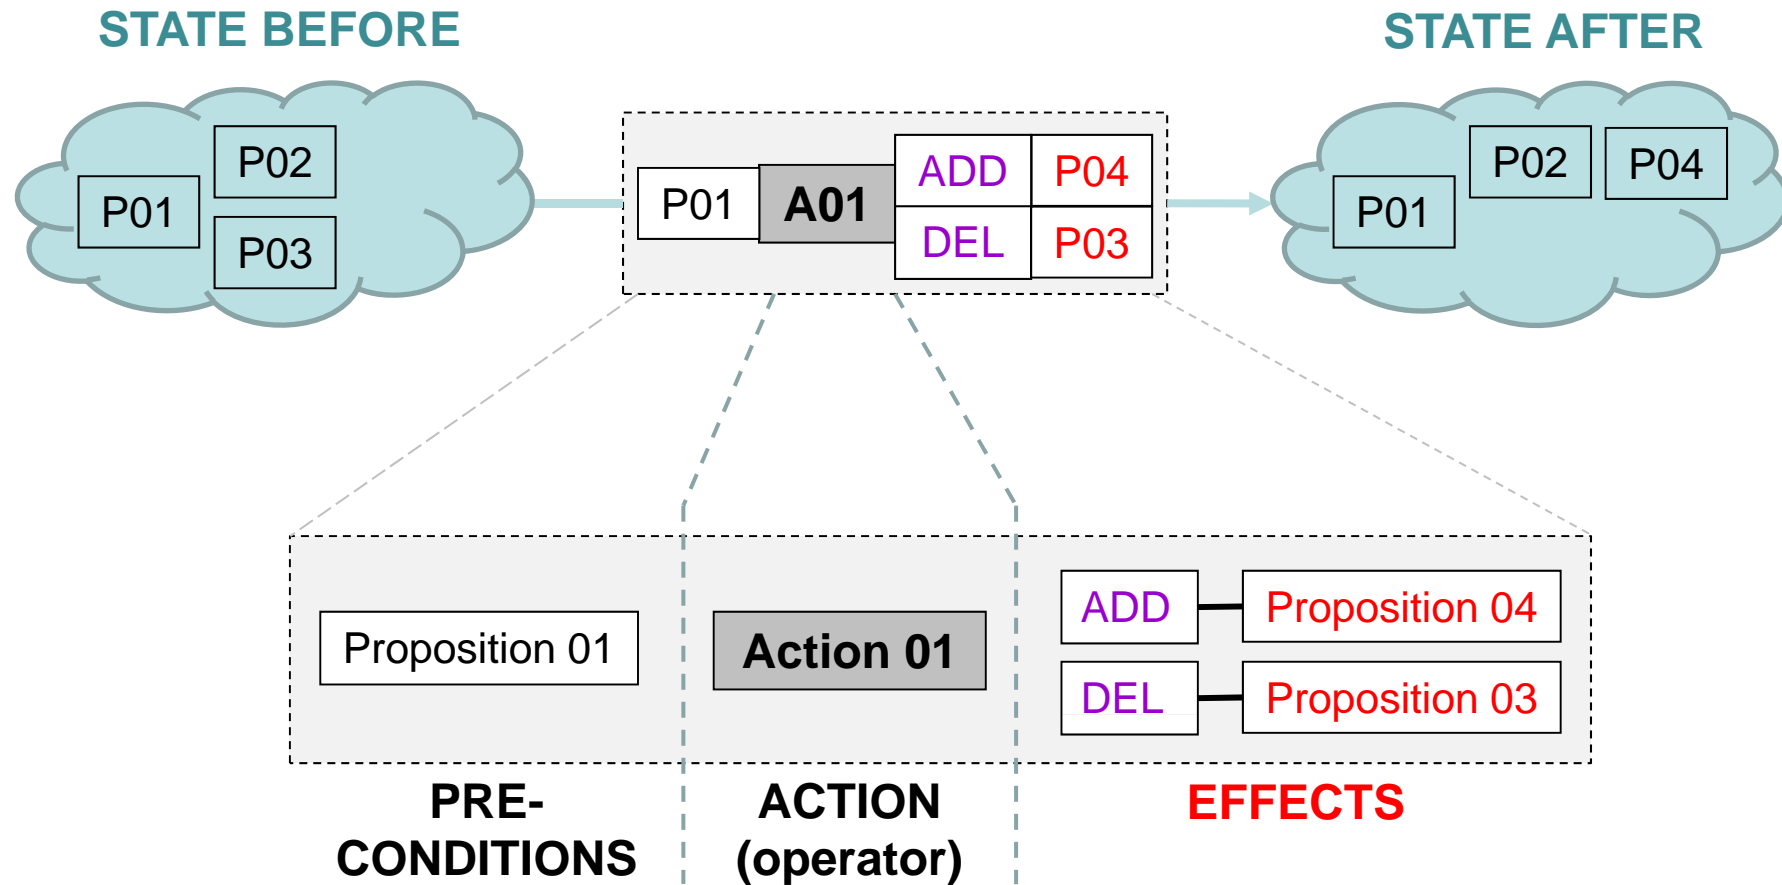 STATE BEFORE
STATE AFTER
P01
P02
P03
P01
A01
ADD
P04
DEL
P03
P01
P02
P04
Proposition 01
Action 01
ADD
Proposition 04
DEL
Proposition 03
PRE-
CONDITIONS
ACTION
(operator)
EFFECTS